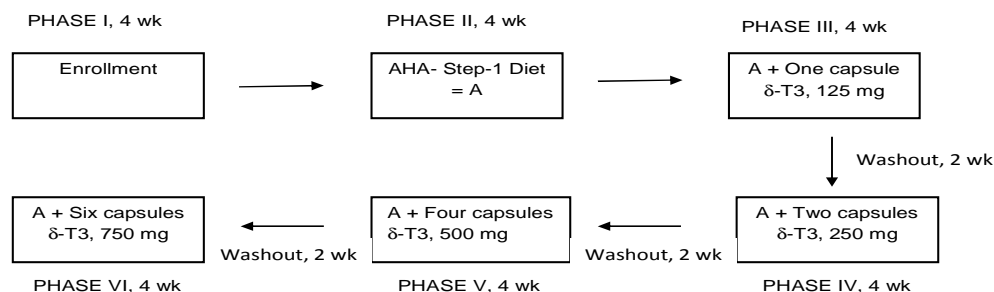 PHASE I, 4 wk
Enrollment
PHASE II, 4 wk
AHA- Step-1 Diet
= A
PHASE III, 4 wk
A + One capsule
δ-T3, 125 mg
Washout, 2 wk
A + Two capsules
δ-T3, 250 mg
PHASE IV, 4 wk
Washout, 2 wk
A + Four capsules
δ-T3, 500 mg
PHASE V, 4 wk
Washout, 2 wk
A + Six capsules
δ-T3, 750 mg
PHASE VI, 4 wk